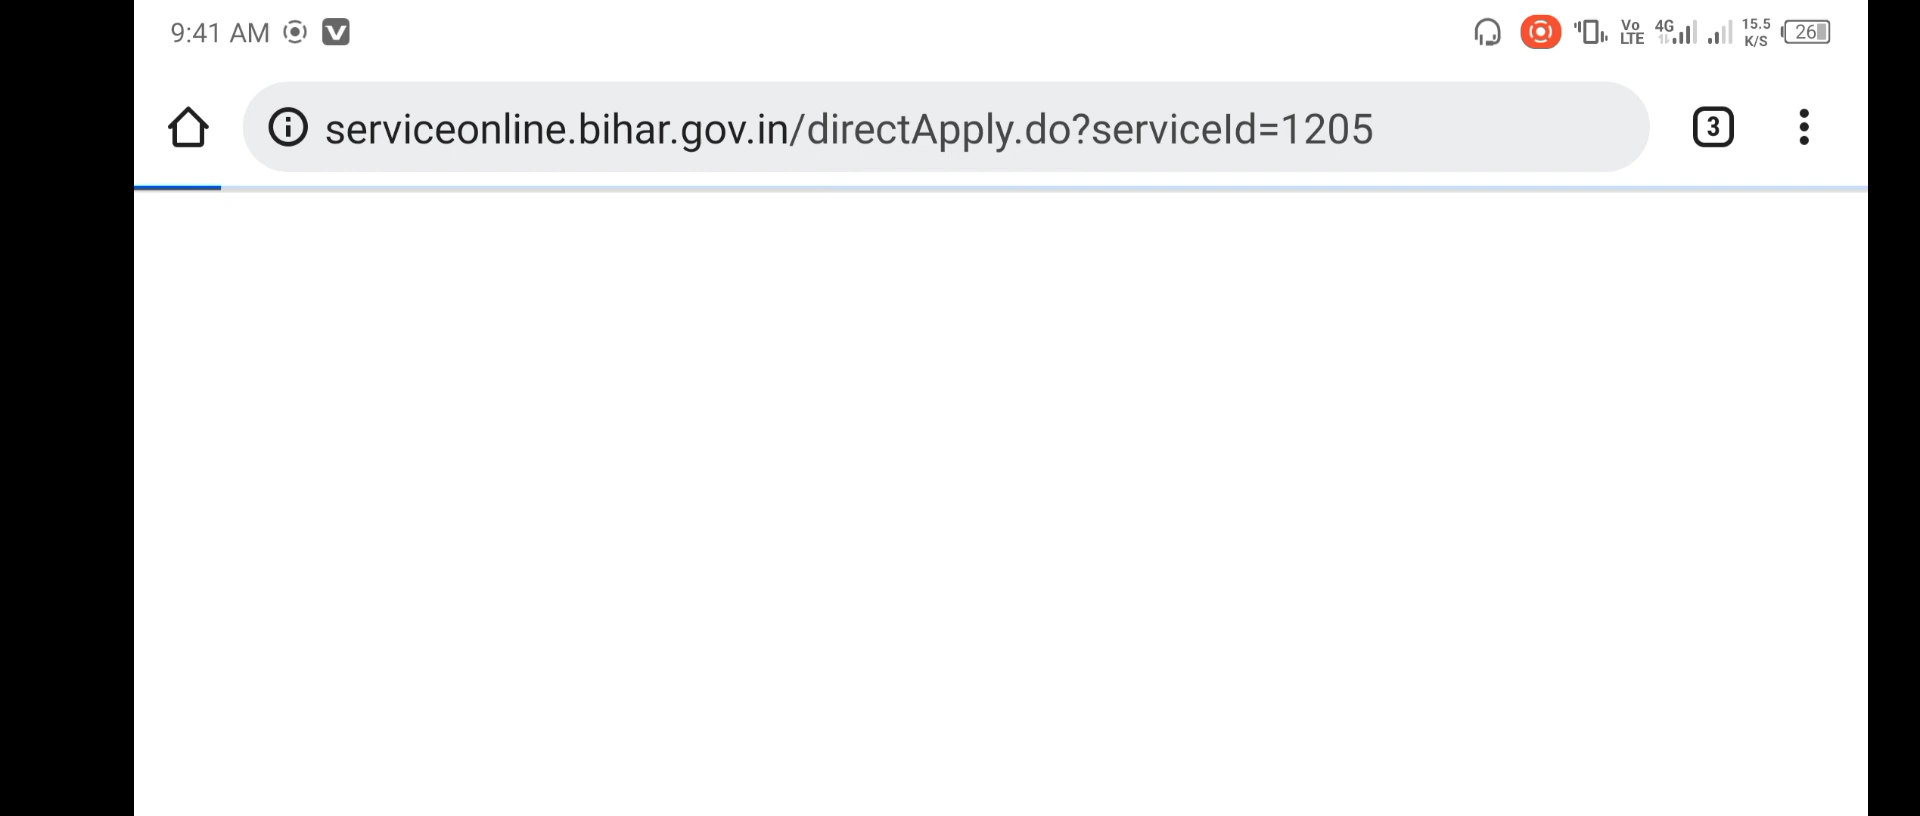 9:41 AM V Vo LTE 4G 15.5 K/S 26
serviceonline.bihar.gov.in/directApply.do?serviceId=1205 3